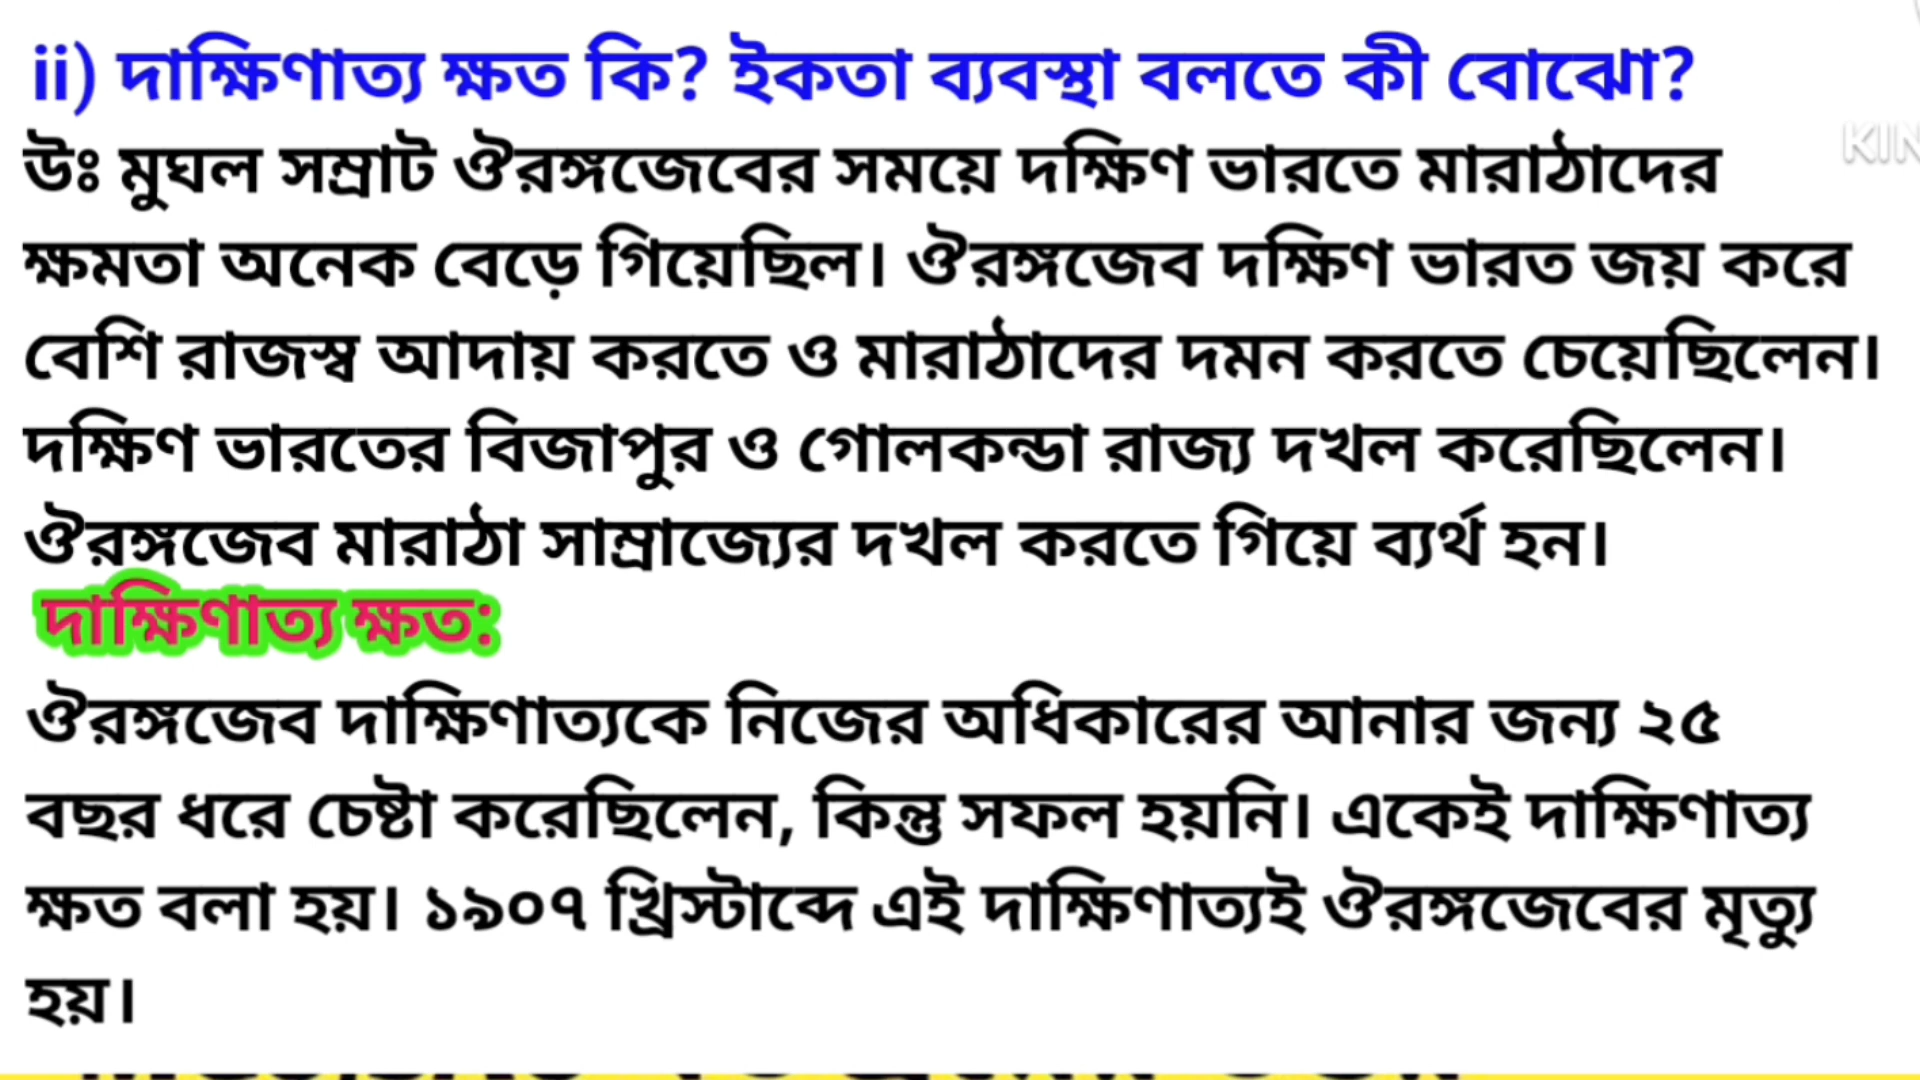 ii) দাক্ষিণাত্য ক্ষত কি? ইকতা ব্যবস্থা বলতে কী বোঝো?
উঃ মুঘল সম্রাট ঔরঙ্গজেবের সময়ে দক্ষিণ ভারতে মারাঠাদের
KIN
ক্ষমতা অনেক বেড়ে গিয়েছিল। ঔরঙ্গজেব দক্ষিণ ভারত জয় করে
বেশি রাজস্ব আদায় করতে ও মারাঠাদের দমন করতে চেয়েছিলেন।
দক্ষিণ ভারতের বিজাপুর ও গোলকন্ডা রাজ্য দখল করেছিলেন।
ঔরঙ্গজেব মারাঠা সাম্রাজ্যের দখল করতে গিয়ে ব্যর্থ হন।
দাক্ষিণাত্য ক্ষত:
ঔরঙ্গজেব দাক্ষিণাত্যকে নিজের অধিকারের আনার জন্য ২৫
বছর ধরে চেষ্টা করেছিলেন, কিন্তু সফল হয়নি। একেই দাক্ষিণাত্য
ক্ষত বলা হয়। ১৯০৭ খ্রিস্টাব্দে এই দাক্ষিণাত্যই ঔরঙ্গজেবের মৃত্যু
হয়।